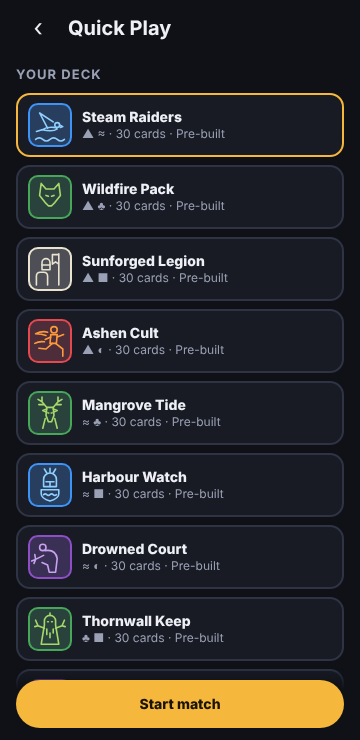 Quick Play
YOUR DECK
Steam Raiders
▲ ≈ · 30 cards · Pre-built
Wildfire Pack
▲ ♣ · 30 cards · Pre-built
Sunforged Legion
▲ ■ · 30 cards · Pre-built
Ashen Cult
▲ ◖ · 30 cards · Pre-built
Mangrove Tide
≈ ♣ · 30 cards · Pre-built
Harbour Watch
≈ ■ · 30 cards · Pre-built
Drowned Court
≈ ◖ · 30 cards · Pre-built
Thornwall Keep
♣ ■ · 30 cards · Pre-built
Start match